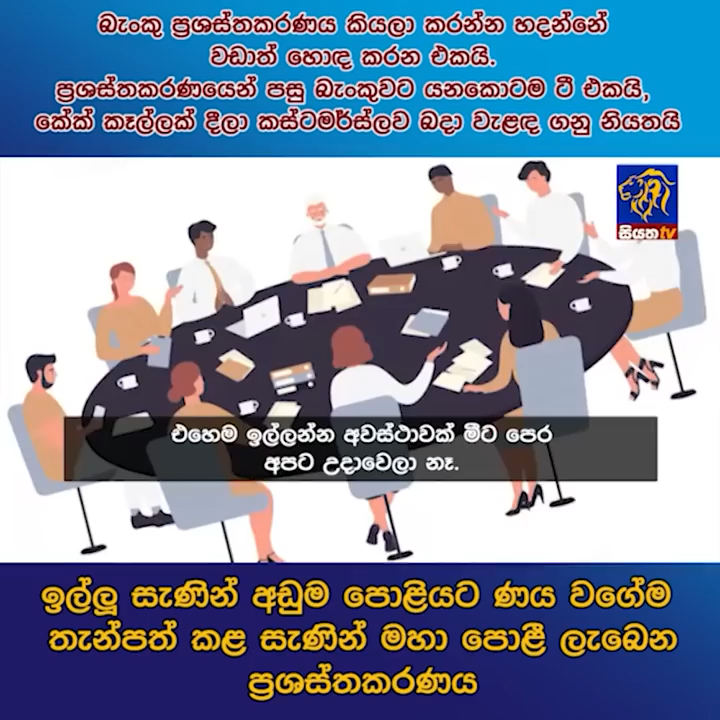 බැංකු ප්‍රශස්තකරණය කියලා කරන්න හදන්නේ
වඩාත් හොඳ කරන එකයි.
ප්‍රශස්තකරණයෙන් පසු බැංකුවට යනකොටම ටී එකයි,
කේක් කෑල්ලක් දීලා කස්ටමර්ස්ලව බදා වැළඳ ගනු නියතයි
සියත tv
එහෙම ඉල්ලන්න අවස්ථාවක් මීට පෙර
අපට උදාවෙලා නෑ.
ඉල්ලූ සැණින් අඩුම පොළියට ණය වගේම
තැන්පත් කළ සැණින් මහා පොළී ලැබෙන
ප්‍රශස්තකරණය